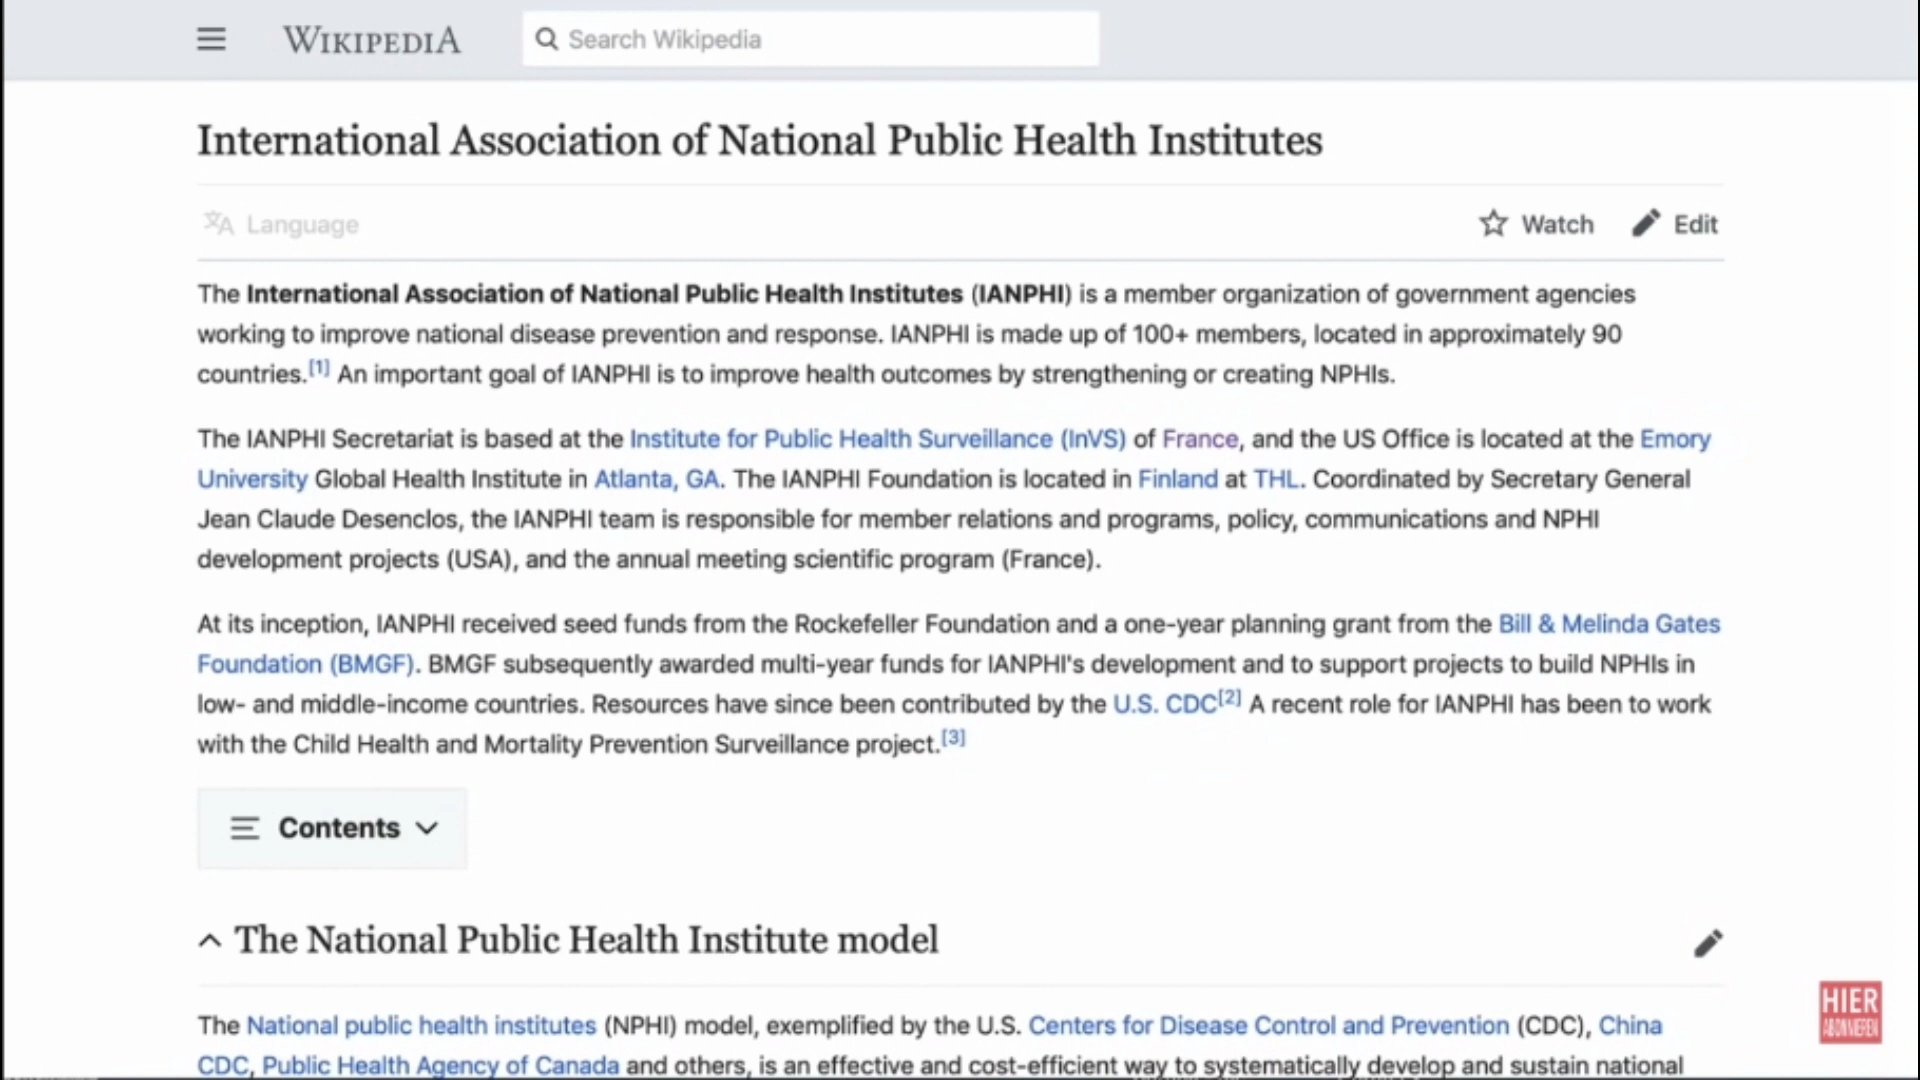 WIKIPEDIA
Search Wikipedia
International Association of National Public Health Institutes
Language
Watch
Edit
The International Association of National Public Health Institutes (IANPHI) is a member organization of government agencies
working to improve national disease prevention and response. IANPHI is made up of 100+ members, located in approximately 90
countries.[1] An important goal of IANPHI is to improve health outcomes by strengthening or creating NPHIs.
The IANPHI Secretariat is based at the Institute for Public Health Surveillance (InVS) of France, and the US Office is located at the Emory
University Global Health Institute in Atlanta, GA. The IANPHI Foundation is located in Finland at THL. Coordinated by Secretary General
Jean Claude Desenclos, the IANPHI team is responsible for member relations and programs, policy, communications and NPHI
development projects (USA), and the annual meeting scientific program (France).
At its inception, IANPHI received seed funds from the Rockefeller Foundation and a one-year planning grant from the Bill & Melinda Gates
Foundation (BMGF). BMGF subsequently awarded multi-year funds for IANPHI's development and to support projects to build NPHIs in
low- and middle-income countries. Resources have since been contributed by the U.S. CDC[2] A recent role for IANPHI has been to work
with the Child Health and Mortality Prevention Surveillance project.[3]
Contents
The National Public Health Institute model
The National public health institutes (NPHI) model, exemplified by the U.S. Centers for Disease Control and Prevention (CDC), China
CDC, Public Health Agency of Canada and others, is an effective and cost-efficient way to systematically develop and sustain national
HIER
ABONNIEREN